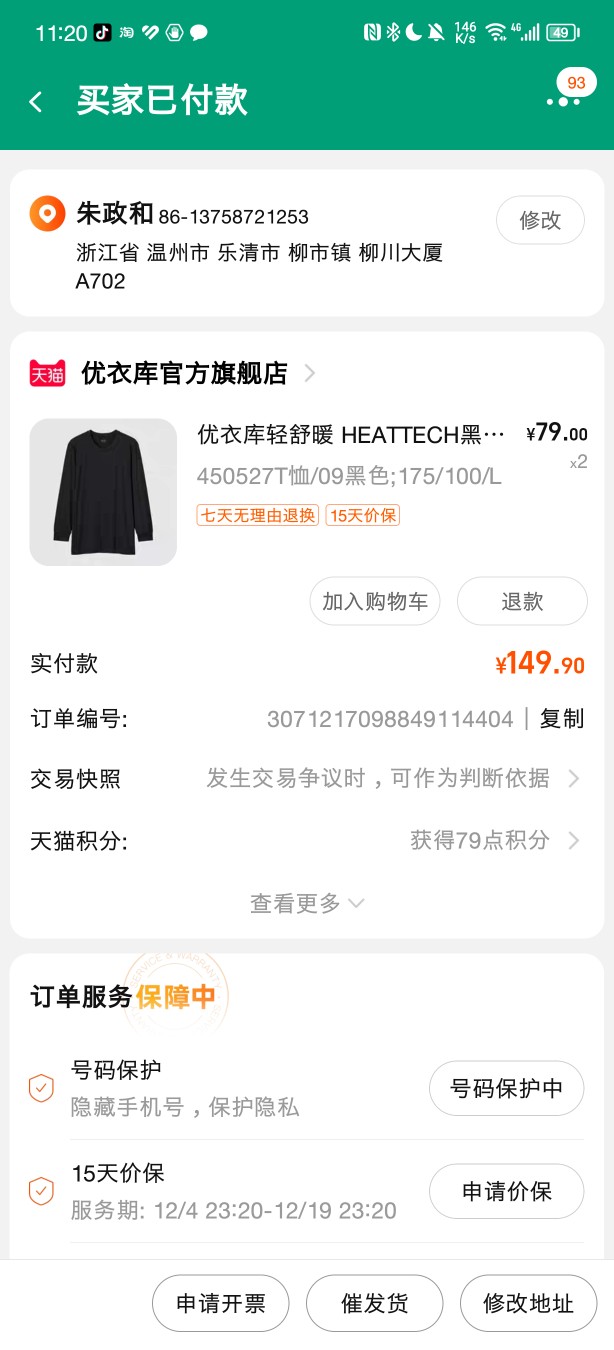 11:20 淘 146 K/s 4G 49
买家已付款
93
朱政和 86-13758721253
修改
浙江省 温州市 乐清市 柳市镇 柳川大厦
A702
天猫 优衣库官方旗舰店
优衣库轻舒暖 HEATTECH黑… ¥79.00
450527T恤/09黑色;175/100/L x2
七天无理由退换 15天价保
加入购物车 退款
实付款 ¥149.90
订单编号: 3071217098849114404 | 复制
交易快照 发生交易争议时，可作为判断依据
天猫积分: 获得79点积分
查看更多
订单服务保障中
号码保护
隐藏手机号，保护隐私
号码保护中
15天价保
服务期: 12/4 23:20-12/19 23:20
申请价保
申请开票 催发货 修改地址